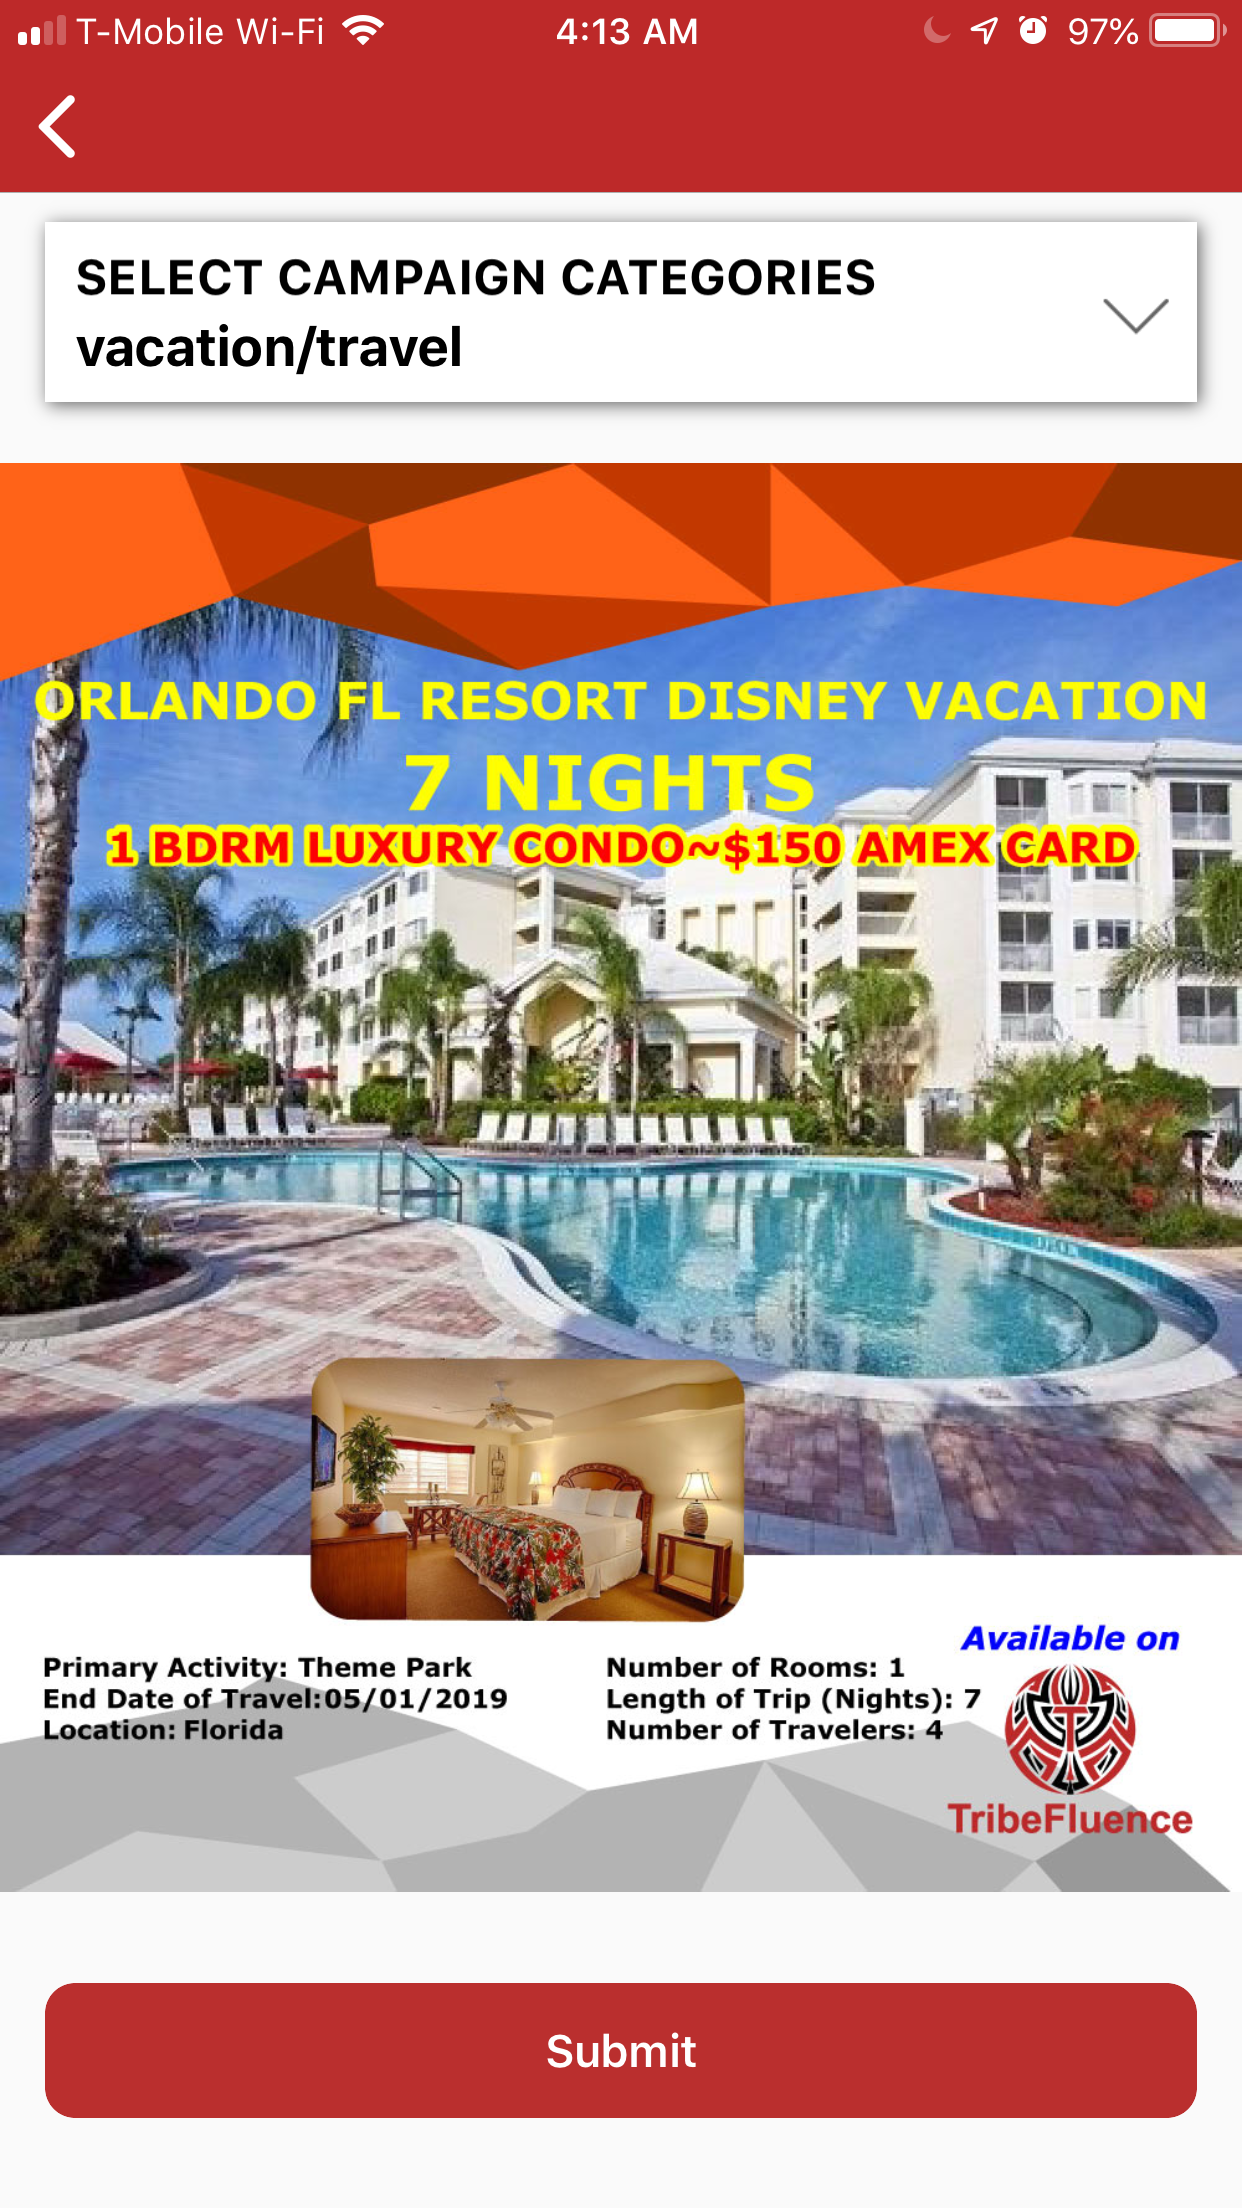 T-Mobile Wi-Fi 4:13 AM 97%
SELECT CAMPAIGN CATEGORIES
vacation/travel
ORLANDO FL RESORT DISNEY VACATION
7 NIGHTS
1 BDRM LUXURY CONDO~$150 AMEX CARD
Primary Activity: Theme Park
End Date of Travel:05/01/2019
Location: Florida
Number of Rooms: 1
Length of Trip (Nights): 7
Number of Travelers: 4
Available on
TribeFluence
Submit